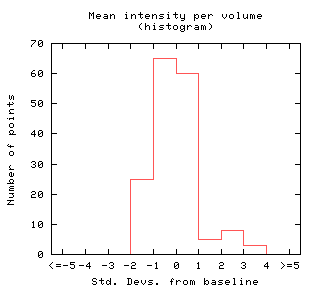 Mean intensity per volume
(histogram)
70
60
50
40
30
20
10
0
Number of points
<=-5 -4 -3 -2 -1 0 1 2 3 4 >=5
Std. Devs. from baseline